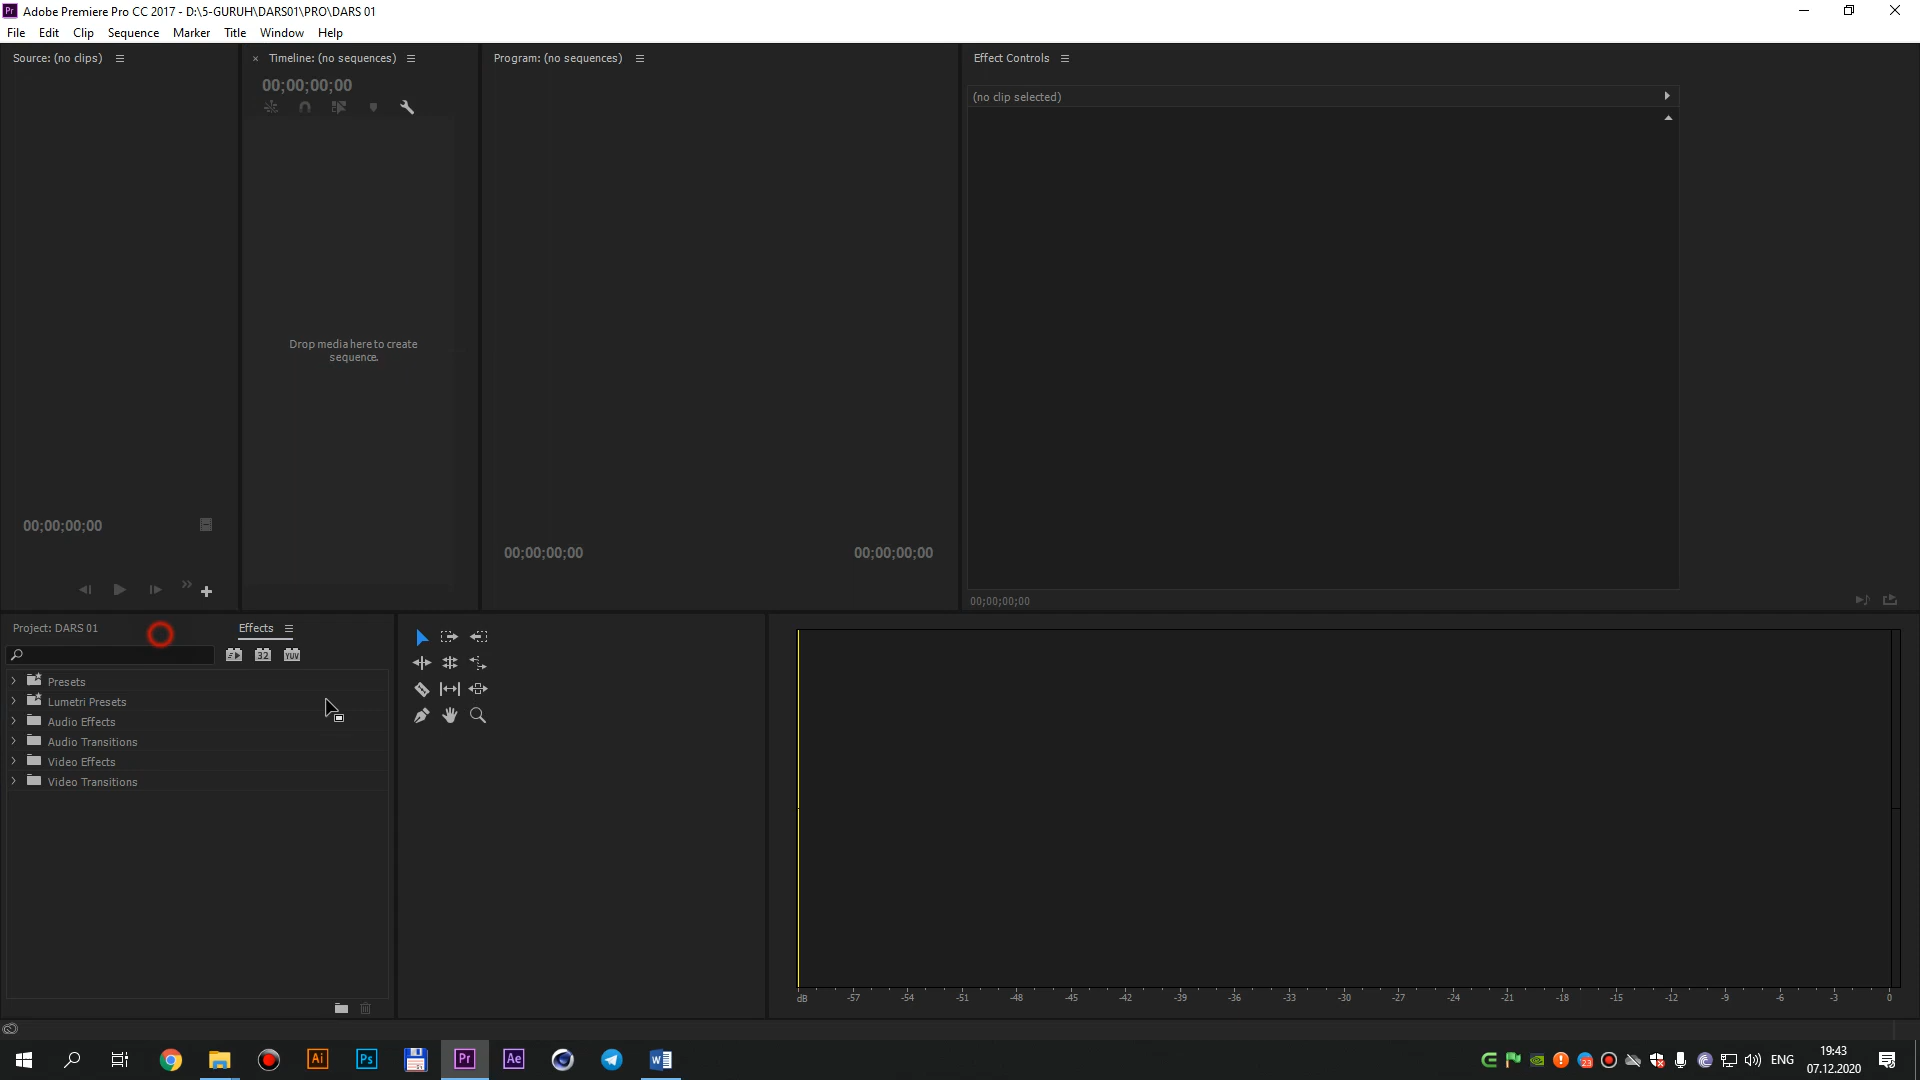 Adobe Premiere Pro CC 2017 - D:\5-GURUH\DARS01\PRO\DARS 01
File Edit Clip Sequence Marker Title Window Help
Source: (no clips)
Timeline: (no sequences)
Program: (no sequences)
Effect Controls
00;00;00;00
(no clip selected)
Drop media here to create
sequence.
00;00;00;00
00;00;00;00
00;00;00;00
00;00;00;00
Project: DARS 01
Effects
32
YUV
Presets
Lumetri Presets
Audio Effects
Audio Transitions
Video Effects
Video Transitions
dB -57 -54 -51 -48 -45 -42 -39 -36 -33 -30 -27 -24 -21 -18 -15 -12 -9 -6 -3 0
Ai
Ps
Pr
Ae
23
ENG
19:43
07.12.2020